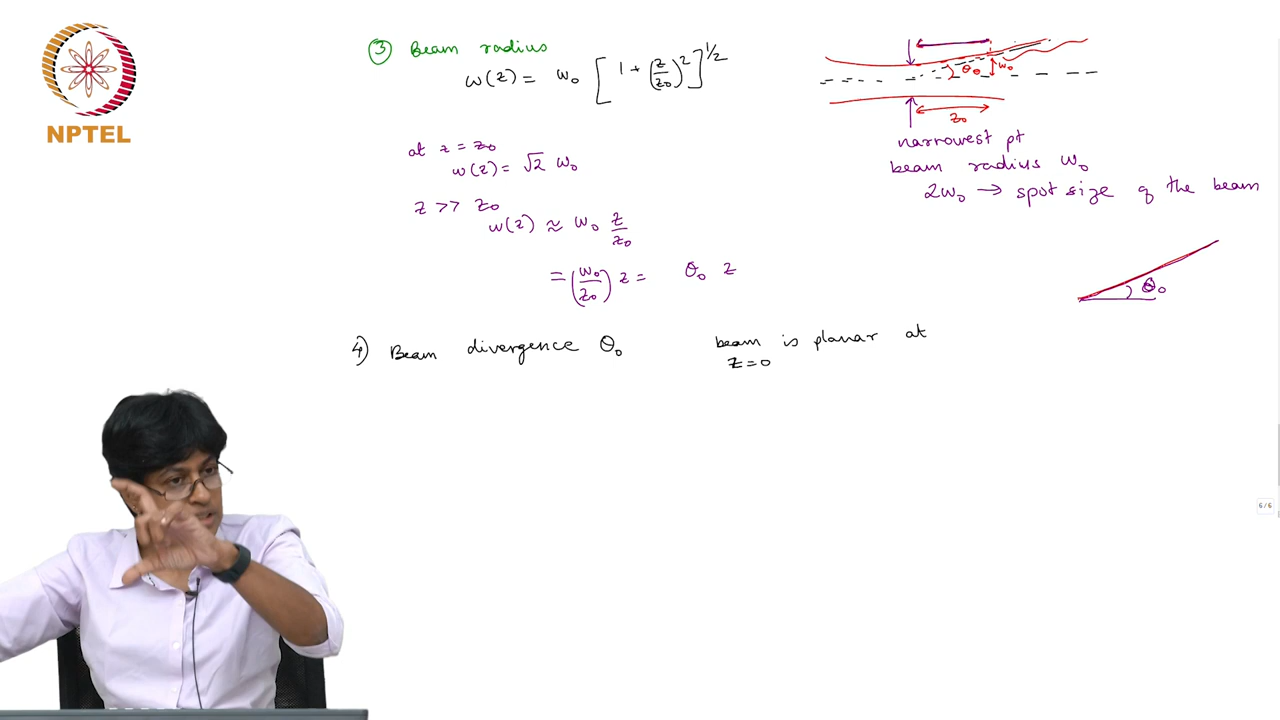 ③ Beam radius
w(z) = w₀ [1 + (z/z₀)²]^1/2
θ₀
w₀
z₀
NPTEL
narrowest pt
beam radius w₀
2w₀ → spot size of the beam
at z = z₀
w(z) = √2 w₀
z >> z₀
w(z) ≈ w₀ z/z₀
= (w₀/z₀) z = θ₀ z
θ₀
4) Beam divergence θ₀
beam is planar at
z=0
6/6